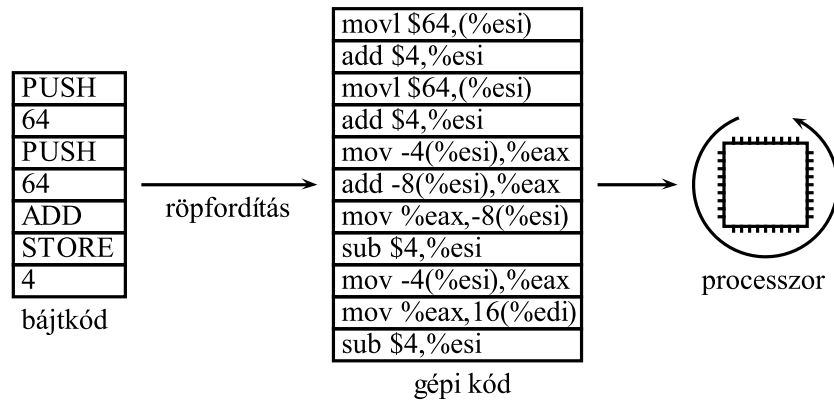 PUSH
64
PUSH
64
ADD
STORE
4
bájtkód
röpfordítás
movl $64,(%esi)
add $4,%esi
movl $64,(%esi)
add $4,%esi
mov -4(%esi),%eax
add -8(%esi),%eax
mov %eax,-8(%esi)
sub $4,%esi
mov -4(%esi),%eax
mov %eax,16(%edi)
sub $4,%esi
gépi kód
processzor